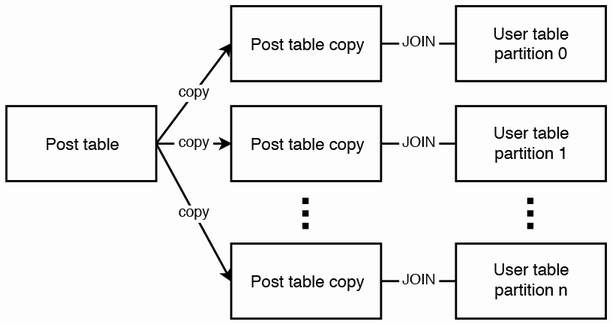 Post table
copy
Post table copy
JOIN
User table
partition 0
copy
Post table copy
JOIN
User table
partition 1
copy
Post table copy
JOIN
User table
partition n